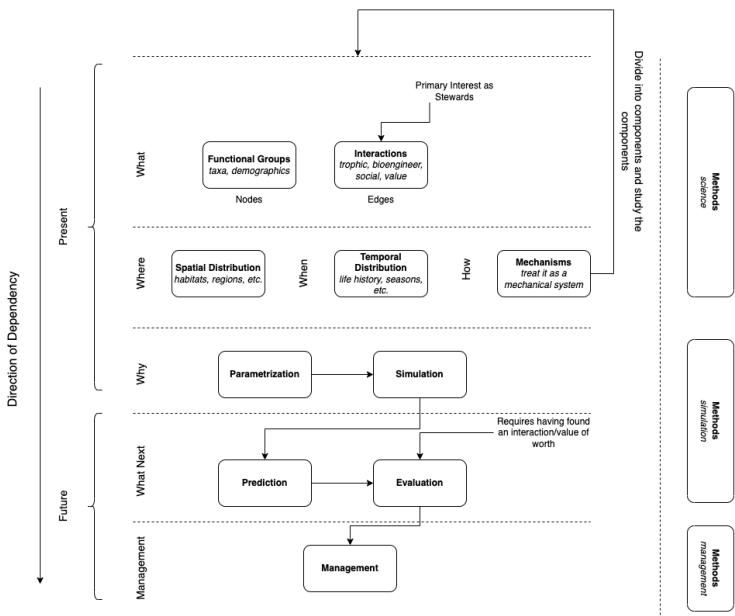 Primary Interest as
Stewards
Divide into components and study the
components
What
Functional Groups
taxa, demographics
Interactions
trophic, bioengineer,
social, value
Nodes
Edges
Methods
science
Present
Where
Spatial Distribution
habitats, regions, etc.
When
Temporal
Distribution
life history, seasons,
etc.
How
Mechanisms
treat it as a
mechanical system
Direction of Dependency
Why
Parametrization
Simulation
Methods
simulation
Requires having found
an interaction/value of
worth
What Next
Prediction
Evaluation
Future
Management
Management
Methods
management